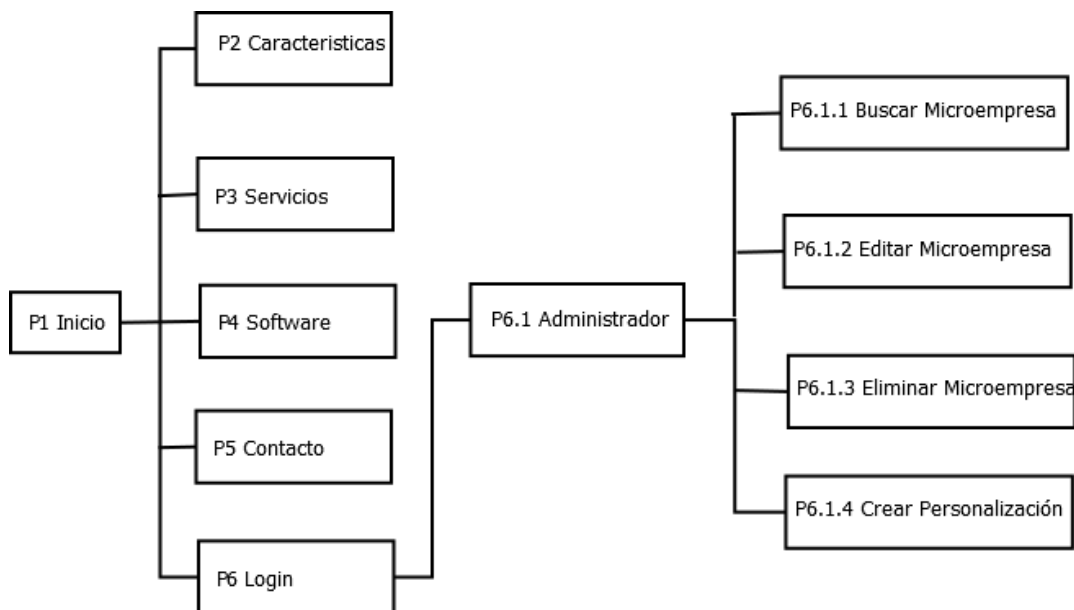 P1 Inicio
P2 Caracteristicas
P3 Servicios
P4 Software
P5 Contacto
P6 Login
P6.1 Administrador
P6.1.1 Buscar Microempresa
P6.1.2 Editar Microempresa
P6.1.3 Eliminar Microempresa
P6.1.4 Crear Personalización